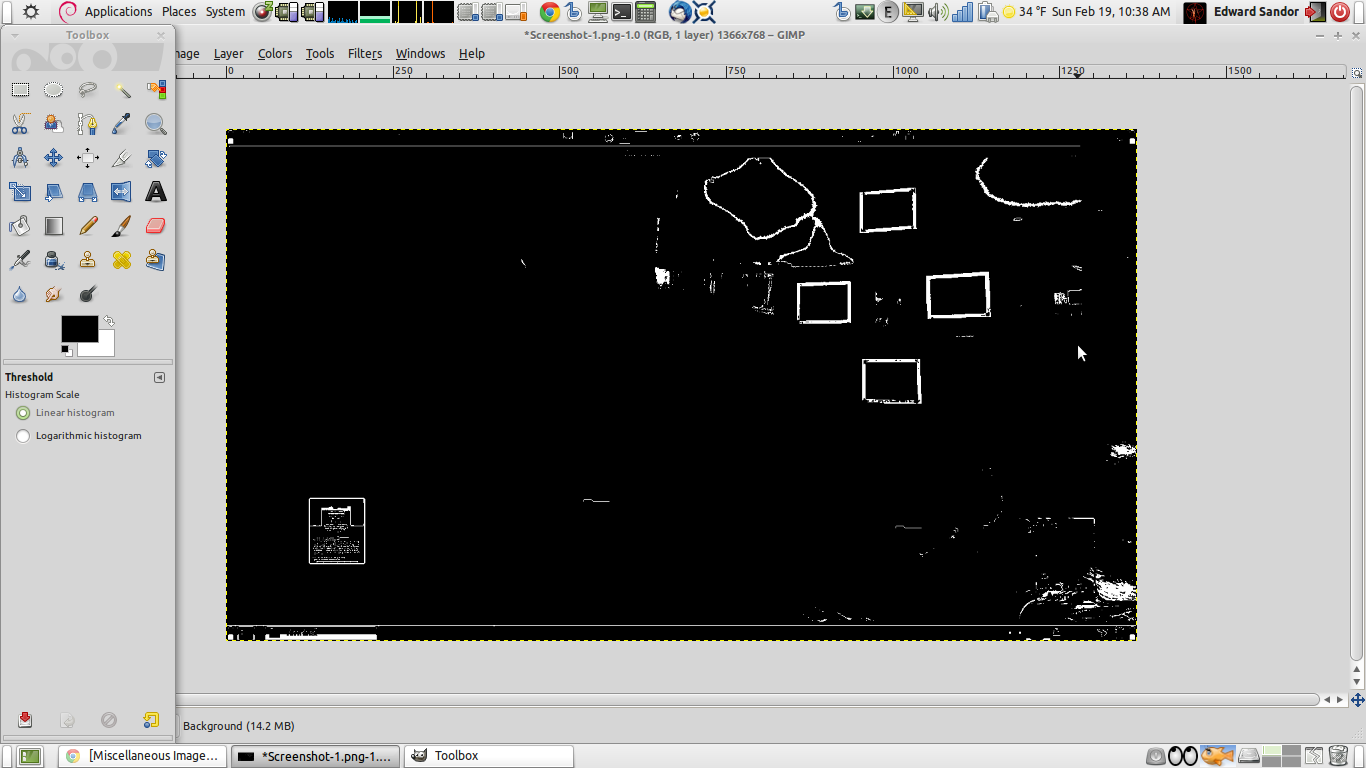 Applications Places System
E
34 °F Sun Feb 19, 10:38 AM
Edward Sandor
Toolbox
*Screenshot-1.png-1.0 (RGB, 1 layer) 1366x768 – GIMP
mage Layer Colors Tools Filters Windows Help
0 250 500 750 1000 1250 1500
Threshold
Histogram Scale
Linear histogram
Logarithmic histogram
Background (14.2 MB)
[Miscellaneous Image... *Screenshot-1.png-1.... Toolbox